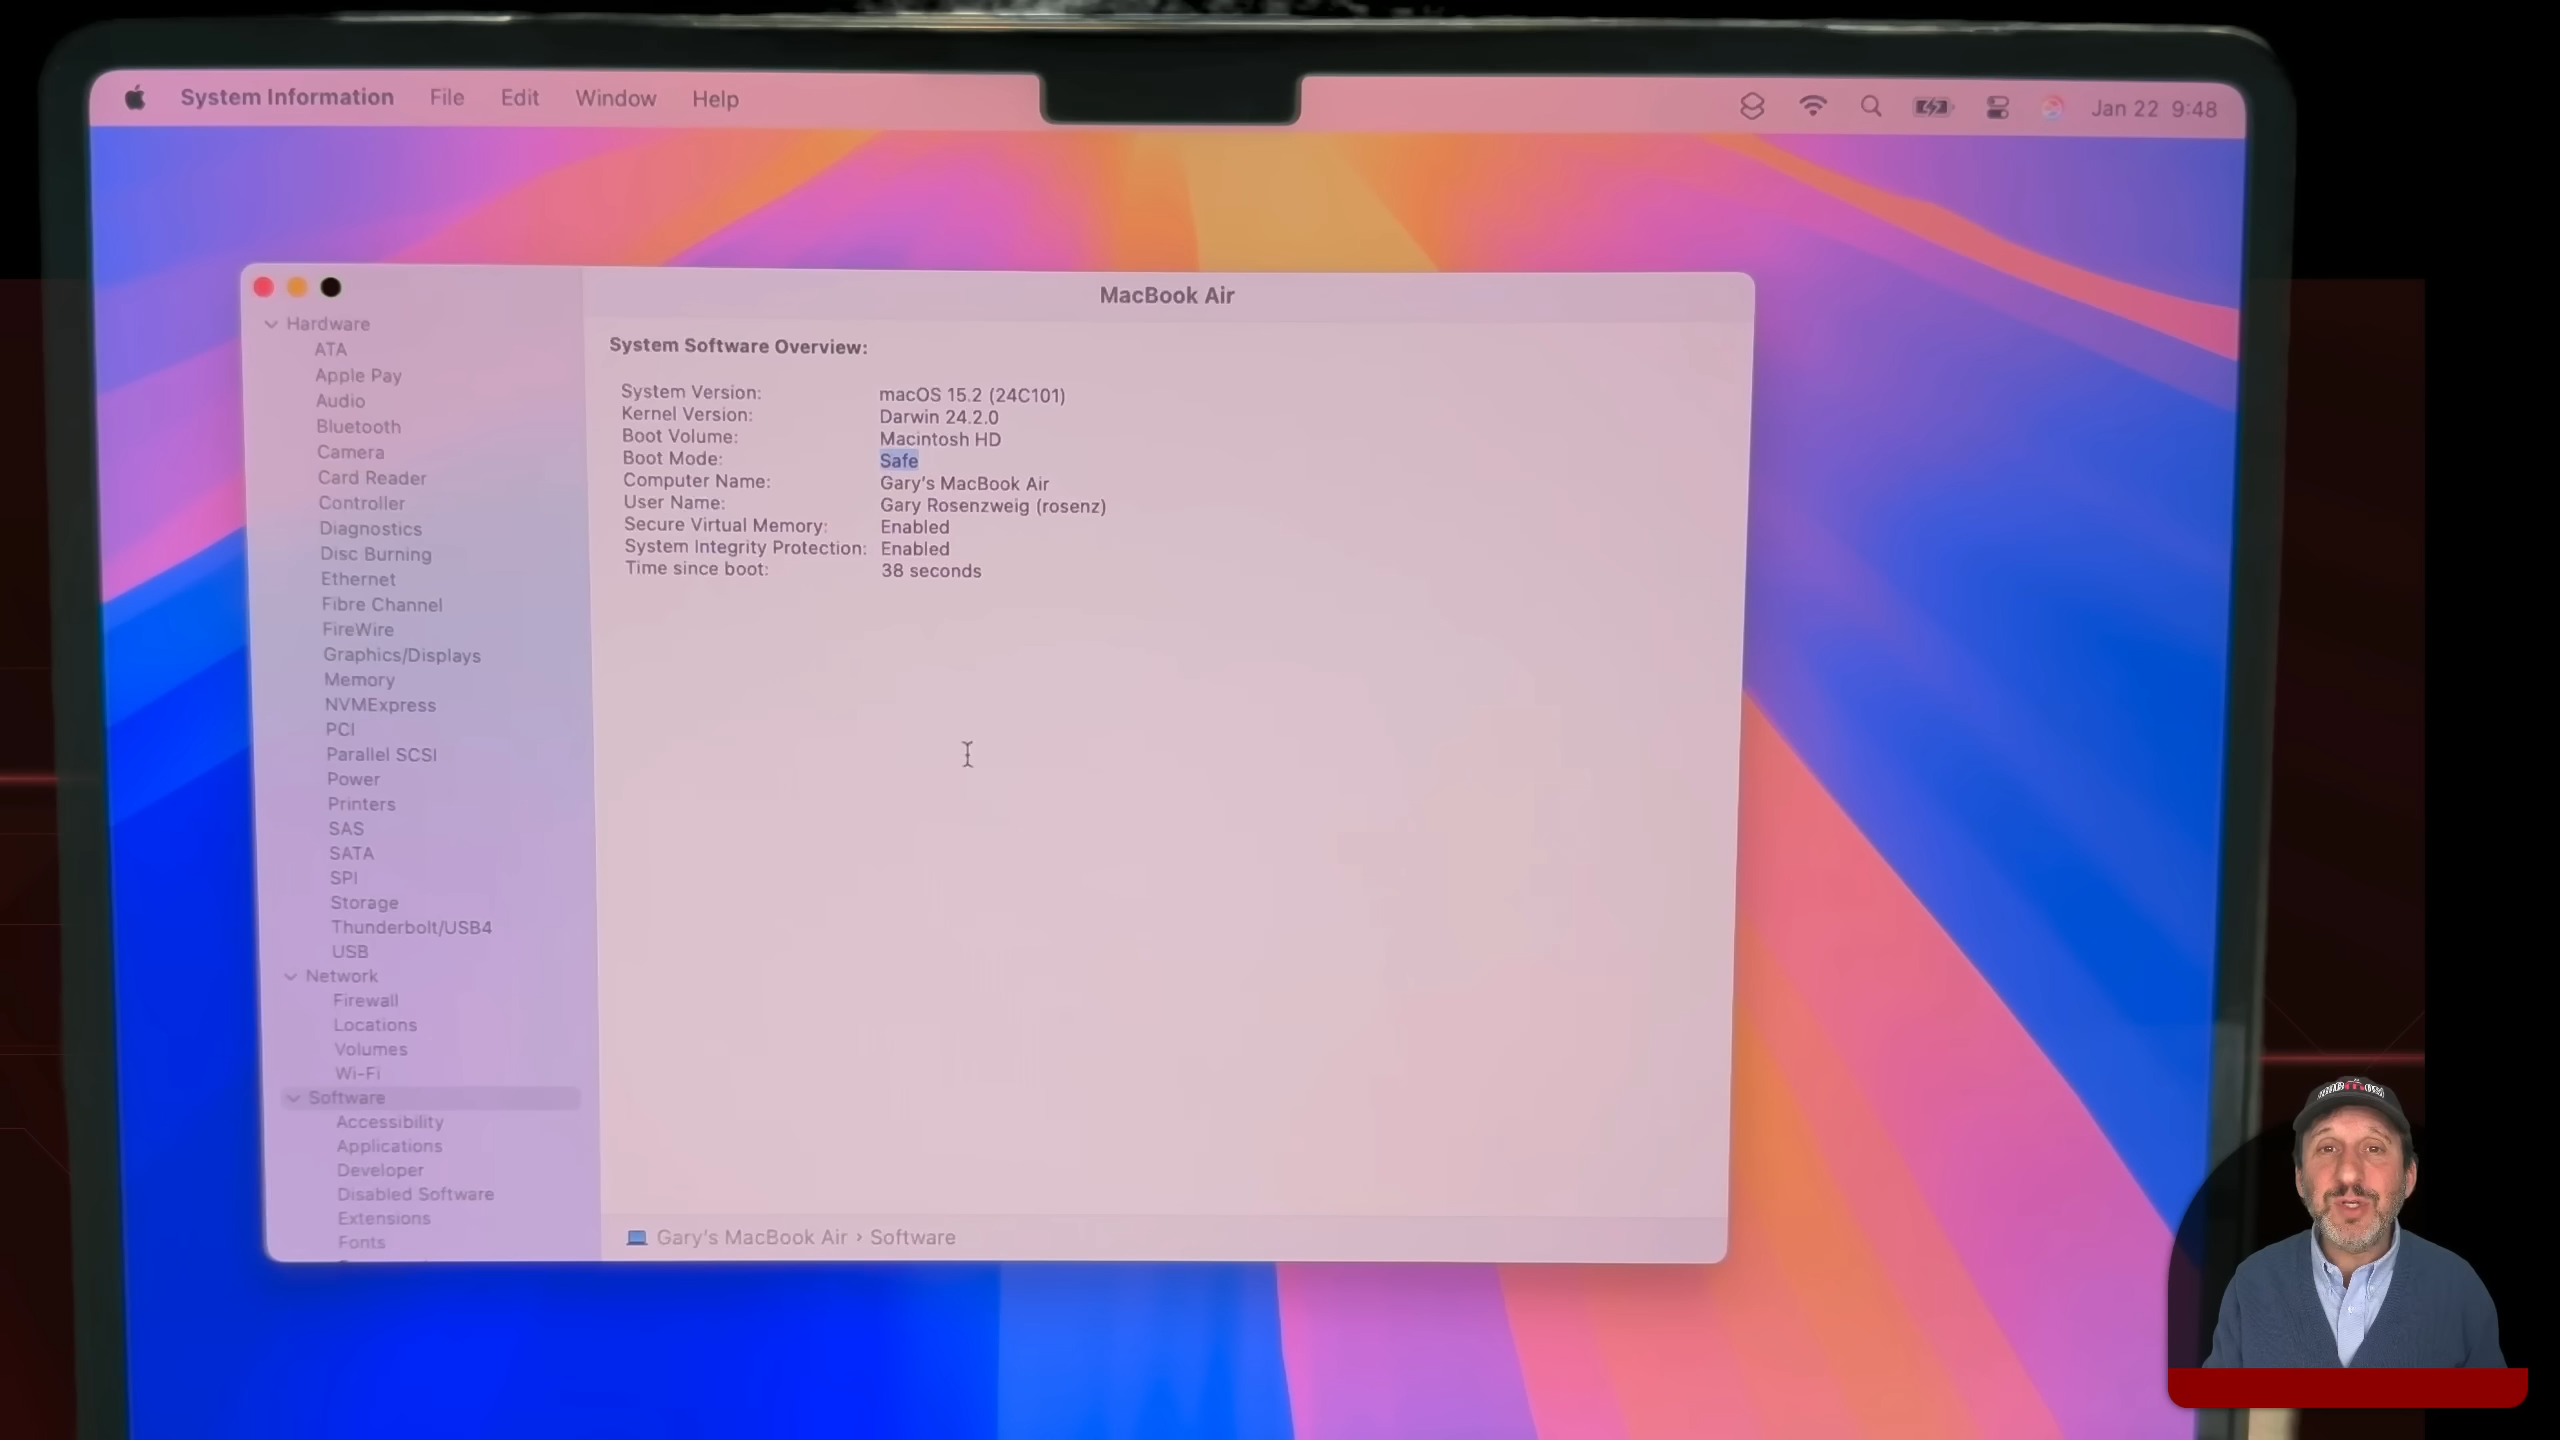 System Information File Edit Window Help
Jan 22 9:48
MacBook Air
Hardware
ATA
Apple Pay
Audio
Bluetooth
Camera
Card Reader
Controller
Diagnostics
Disc Burning
Ethernet
Fibre Channel
FireWire
Graphics/Displays
Memory
NVMExpress
PCI
Parallel SCSI
Power
Printers
SAS
SATA
SPI
Storage
Thunderbolt/USB4
USB
Network
Firewall
Locations
Volumes
Wi-Fi
Software
Accessibility
Applications
Developer
Disabled Software
Extensions
Fonts
System Software Overview:
System Version: macOS 15.2 (24C101)
Kernel Version: Darwin 24.2.0
Boot Volume: Macintosh HD
Boot Mode: Safe
Computer Name: Gary's MacBook Air
User Name: Gary Rosenzweig (rosenz)
Secure Virtual Memory: Enabled
System Integrity Protection: Enabled
Time since boot: 38 seconds
Gary's MacBook Air › Software